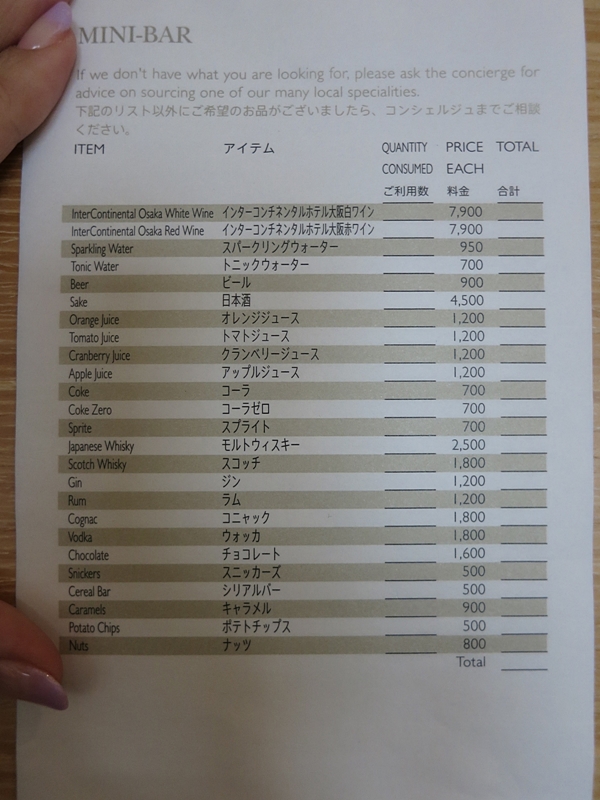 MINI-BAR
If we don't have what you are looking for, please ask the concierge for
advice on sourcing one of our many local specialities.
下記のリスト以外にご希望のお品がございましたら、コンシェルジュまでご相談
ください。
ITEM アイテム QUANTITY PRICE TOTAL
CONSUMED EACH
ご利用数 料金 合計
InterContinental Osaka White Wine インターコンチネンタルホテル大阪白ワイン 7,900
InterContinental Osaka Red Wine インターコンチネンタルホテル大阪赤ワイン 7,900
Sparkling Water スパークリングウォーター 950
Tonic Water トニックウォーター 700
Beer ビール 900
Sake 日本酒 4,500
Orange Juice オレンジジュース 1,200
Tomato Juice トマトジュース 1,200
Cranberry Juice クランベリージュース 1,200
Apple Juice アップルジュース 1,200
Coke コーラ 700
Coke Zero コーラゼロ 700
Sprite スプライト 700
Japanese Whisky モルトウィスキー 2,500
Scotch Whisky スコッチ 1,800
Gin ジン 1,200
Rum ラム 1,200
Cognac コニャック 1,800
Vodka ウォッカ 1,800
Chocolate チョコレート 1,600
Snickers スニッカーズ 500
Cereal Bar シリアルバー 500
Caramels キャラメル 900
Potato Chips ポテトチップス 500
Nuts ナッツ 800
Total